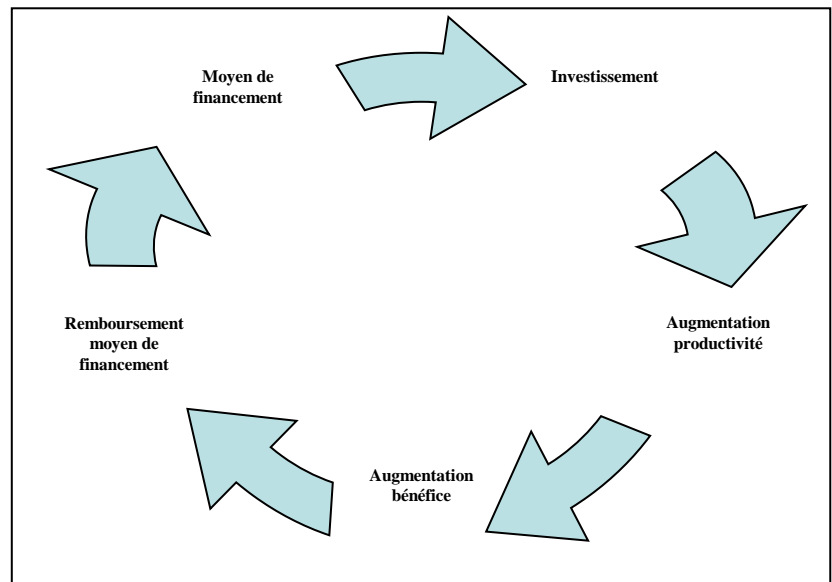 Moyen de
financement
Investissement
Augmentation
productivité
Augmentation
bénéfice
Remboursement
moyen de
financement